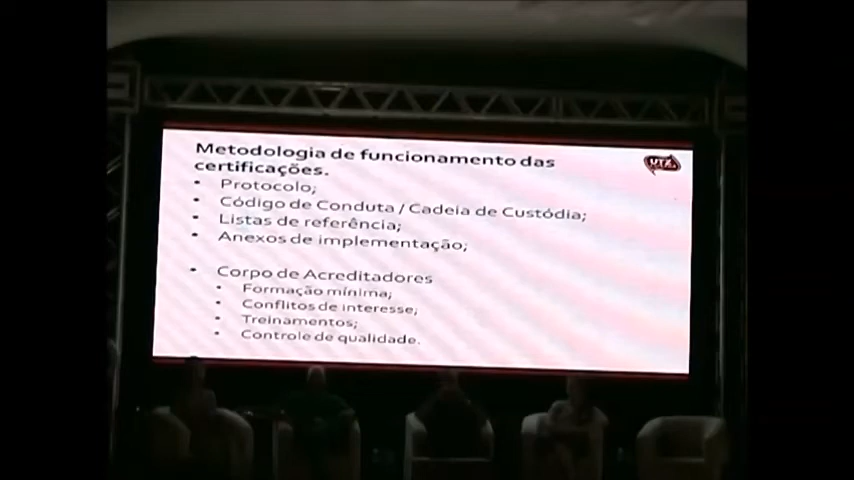 Metodologia de funcionamento das
certificações.
• Protocolo;
• Código de Conduta / Cadeia de Custódia;
• Listas de referência;
• Anexos de implementação;
• Corpo de Acreditadores
• Formação mínima;
• Conflitos de interesse;
• Treinamentos;
• Controle de qualidade.
UTZ